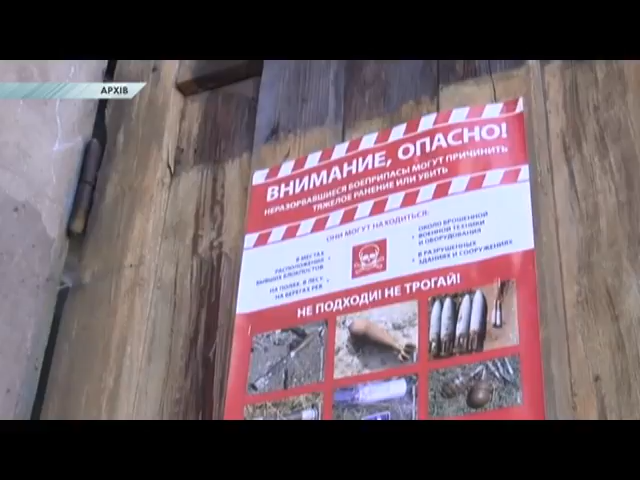 АРХІВ
ВНИМАНИЕ, ОПАСНО!
НЕРАЗОРВАВШИЕСЯ БОЕПРИПАСЫ МОГУТ ПРИЧИНИТЬ
ТЯЖЕЛОЕ РАНЕНИЕ ИЛИ УБИТЬ
ОНИ МОГУТ НАХОДИТЬСЯ:
В МЕСТАХ
РАСПОЛОЖЕНИЯ
БЫВШИХ БЛОКПОСТОВ
НА ПОЛЯХ, В ЛЕСУ,
НА БЕРЕГАХ РЕК
ОКОЛО БРОШЕННОЙ
ВОЕННОЙ ТЕХНИКИ
И ОБОРУДОВАНИЯ
В РАЗРУШЕННЫХ
ЗДАНИЯХ И СООРУЖЕНИЯХ
НЕ ПОДХОДИ! НЕ ТРОГАЙ!